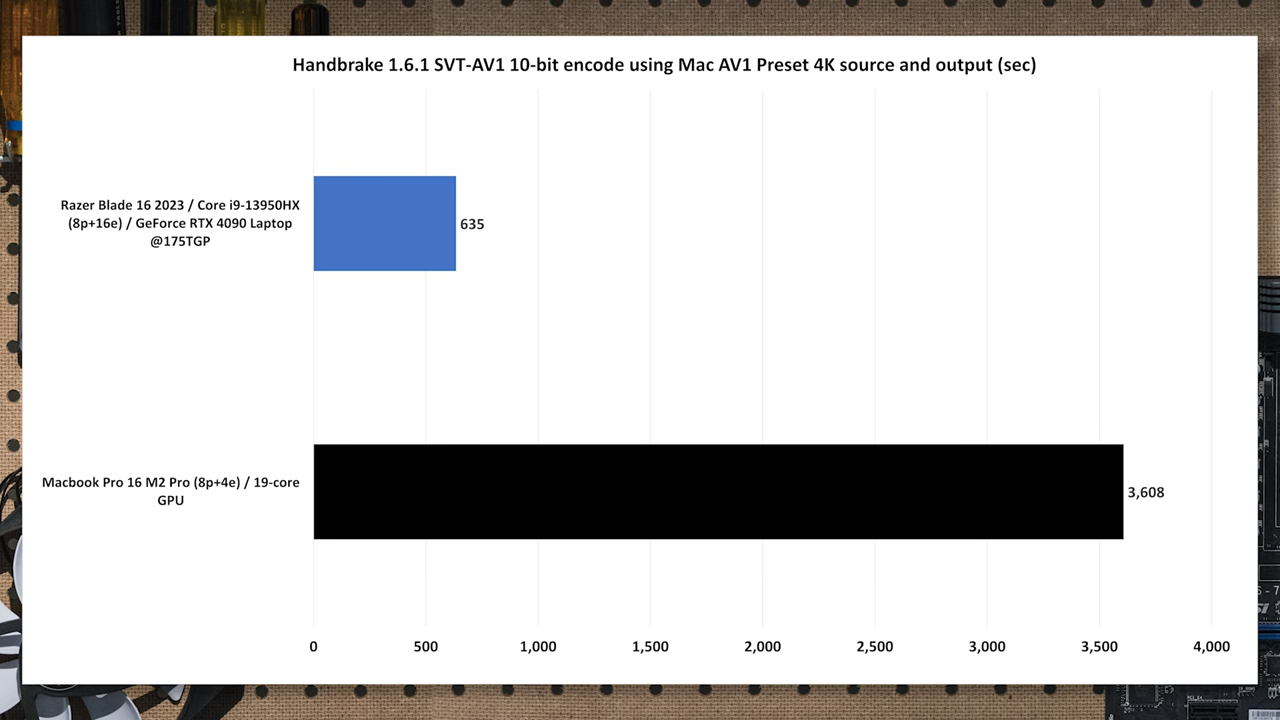 Handbrake 1.6.1 SVT-AV1 10-bit encode using Mac AV1 Preset 4K source and output (sec)
Razer Blade 16 2023 / Core i9-13950HX
(8p+16e) / GeForce RTX 4090 Laptop
@175TGP
635
Macbook Pro 16 M2 Pro (8p+4e) / 19-core
GPU
3,608
0 500 1,000 1,500 2,000 2,500 3,000 3,500 4,000